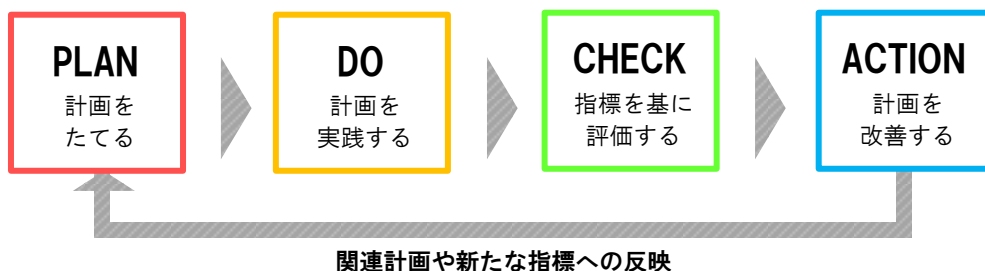 PLAN
計画を
たてる
DO
計画を
実践する
CHECK
指標を基に
評価する
ACTION
計画を
改善する
関連計画や新たな指標への反映